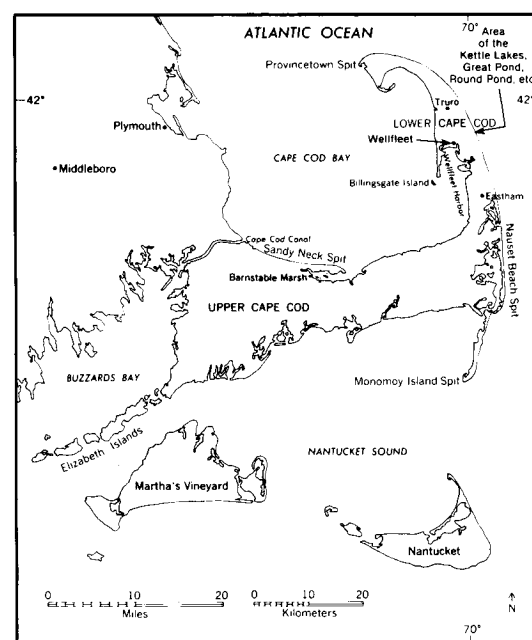 70°
ATLANTIC OCEAN
Area
of the
Kettle Lakes,
Great Pond,
Round Pond, etc
Provincetown Spit
42°
42°
Truro
Plymouth
LOWER CAPE COD
Wellfleet
CAPE COD BAY
Middleboro
Wellfleet Harbor
Billingsgate Island
Eastham
Nauset Beach Spit
Cape Cod Canal
Sandy Neck Spit
Barnstable Marsh
UPPER CAPE COD
BUZZARDS BAY
Monomoy Island Spit
Elizabeth Islands
NANTUCKET SOUND
Martha's Vineyard
Nantucket
0 10 20
Miles
0 10 20
Kilometers
N
70°